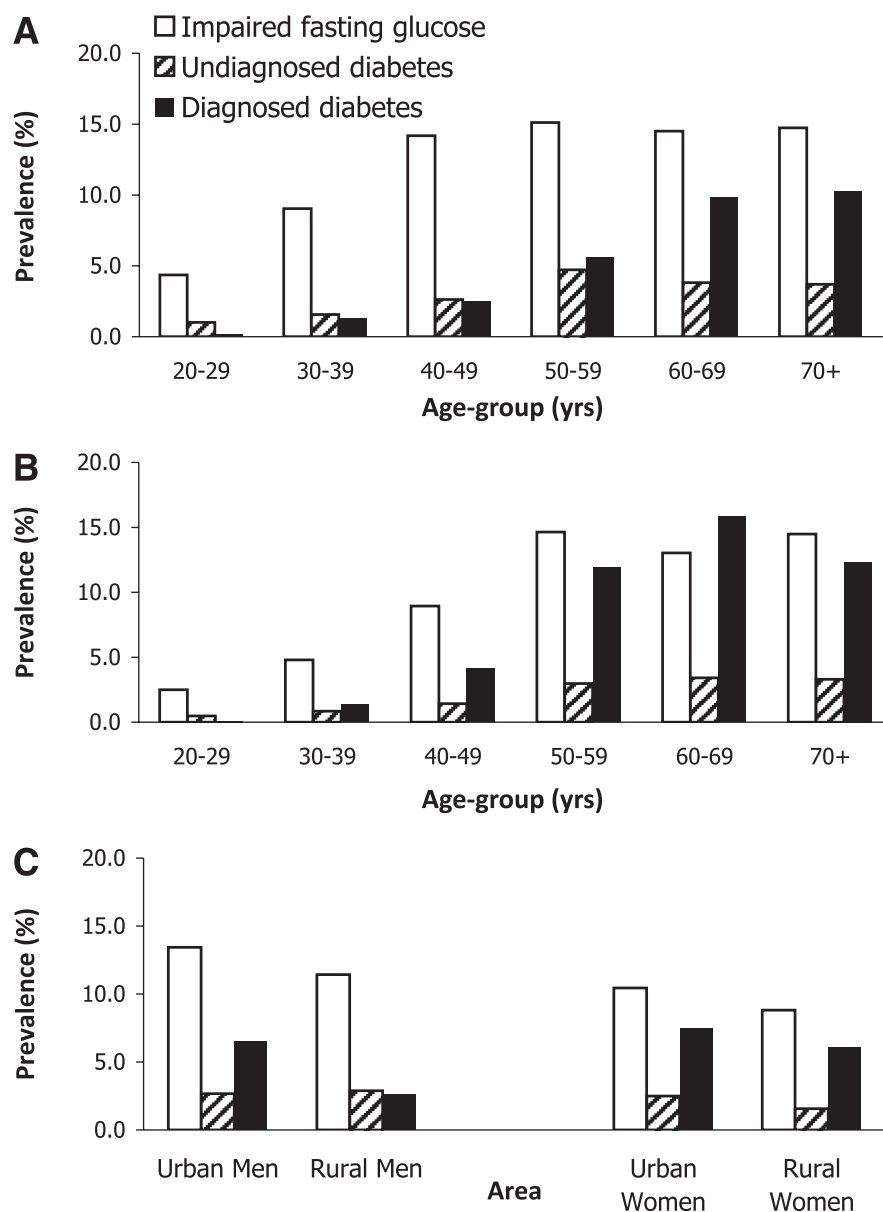 A
Impaired fasting glucose
Undiagnosed diabetes
Diagnosed diabetes
Prevalence (%)
20.0
15.0
10.0
5.0
0.0
20-29 30-39 40-49 50-59 60-69 70+
Age-group (yrs)
B
Prevalence (%)
20.0
15.0
10.0
5.0
0.0
20-29 30-39 40-49 50-59 60-69 70+
Age-group (yrs)
C
Prevalence (%)
20.0
15.0
10.0
5.0
0.0
Urban Men Rural Men Urban Rural
Women Women
Area